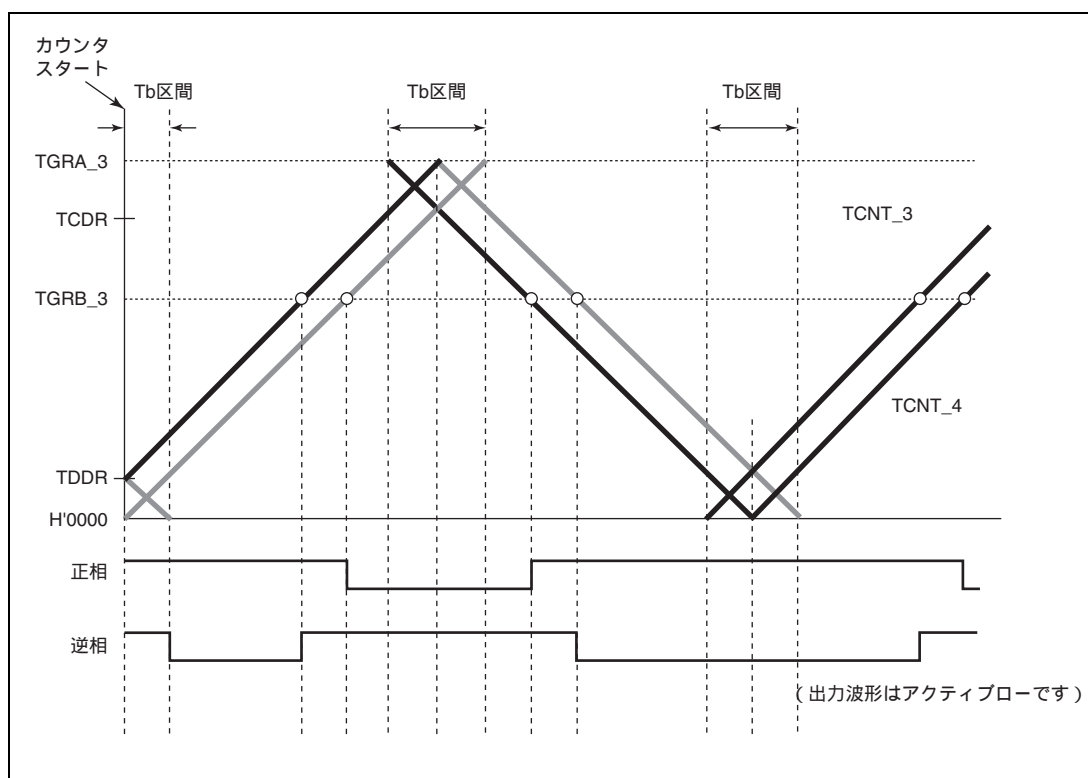 カウンタ
スタート
Tb区間
Tb区間
Tb区間
TGRA_3
TCDR
TCNT_3
TGRB_3
TCNT_4
TDDR
H'0000
正相
逆相
(出力波形はアクティブローです)